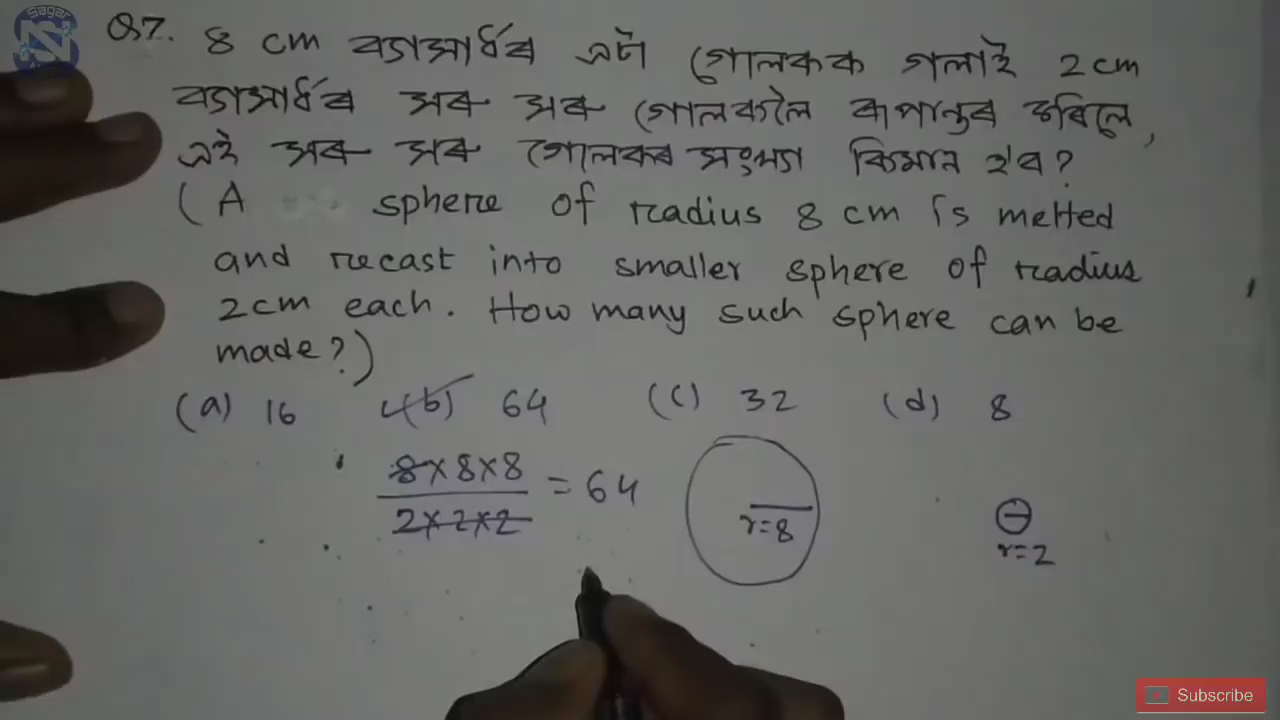 Sagar
Q7. 8 cm ব্যাসাৰ্ধৰ এটা গোলকক গলাই 2cm
ব্যাসাৰ্ধৰ সৰু সৰু গোলকলৈ ৰূপান্তৰ কৰিলে,
এই সৰু সৰু গোলকৰ সংখ্যা কিমান হ'ব?
(A sphere of radius 8 cm is melted
and recast into smaller sphere of radius
2cm each. How many such sphere can be
made?)
(a) 16 (b) 64 (c) 32 (d) 8
8×8×8
2×2×2
= 64
r=8
r=2
Subscribe